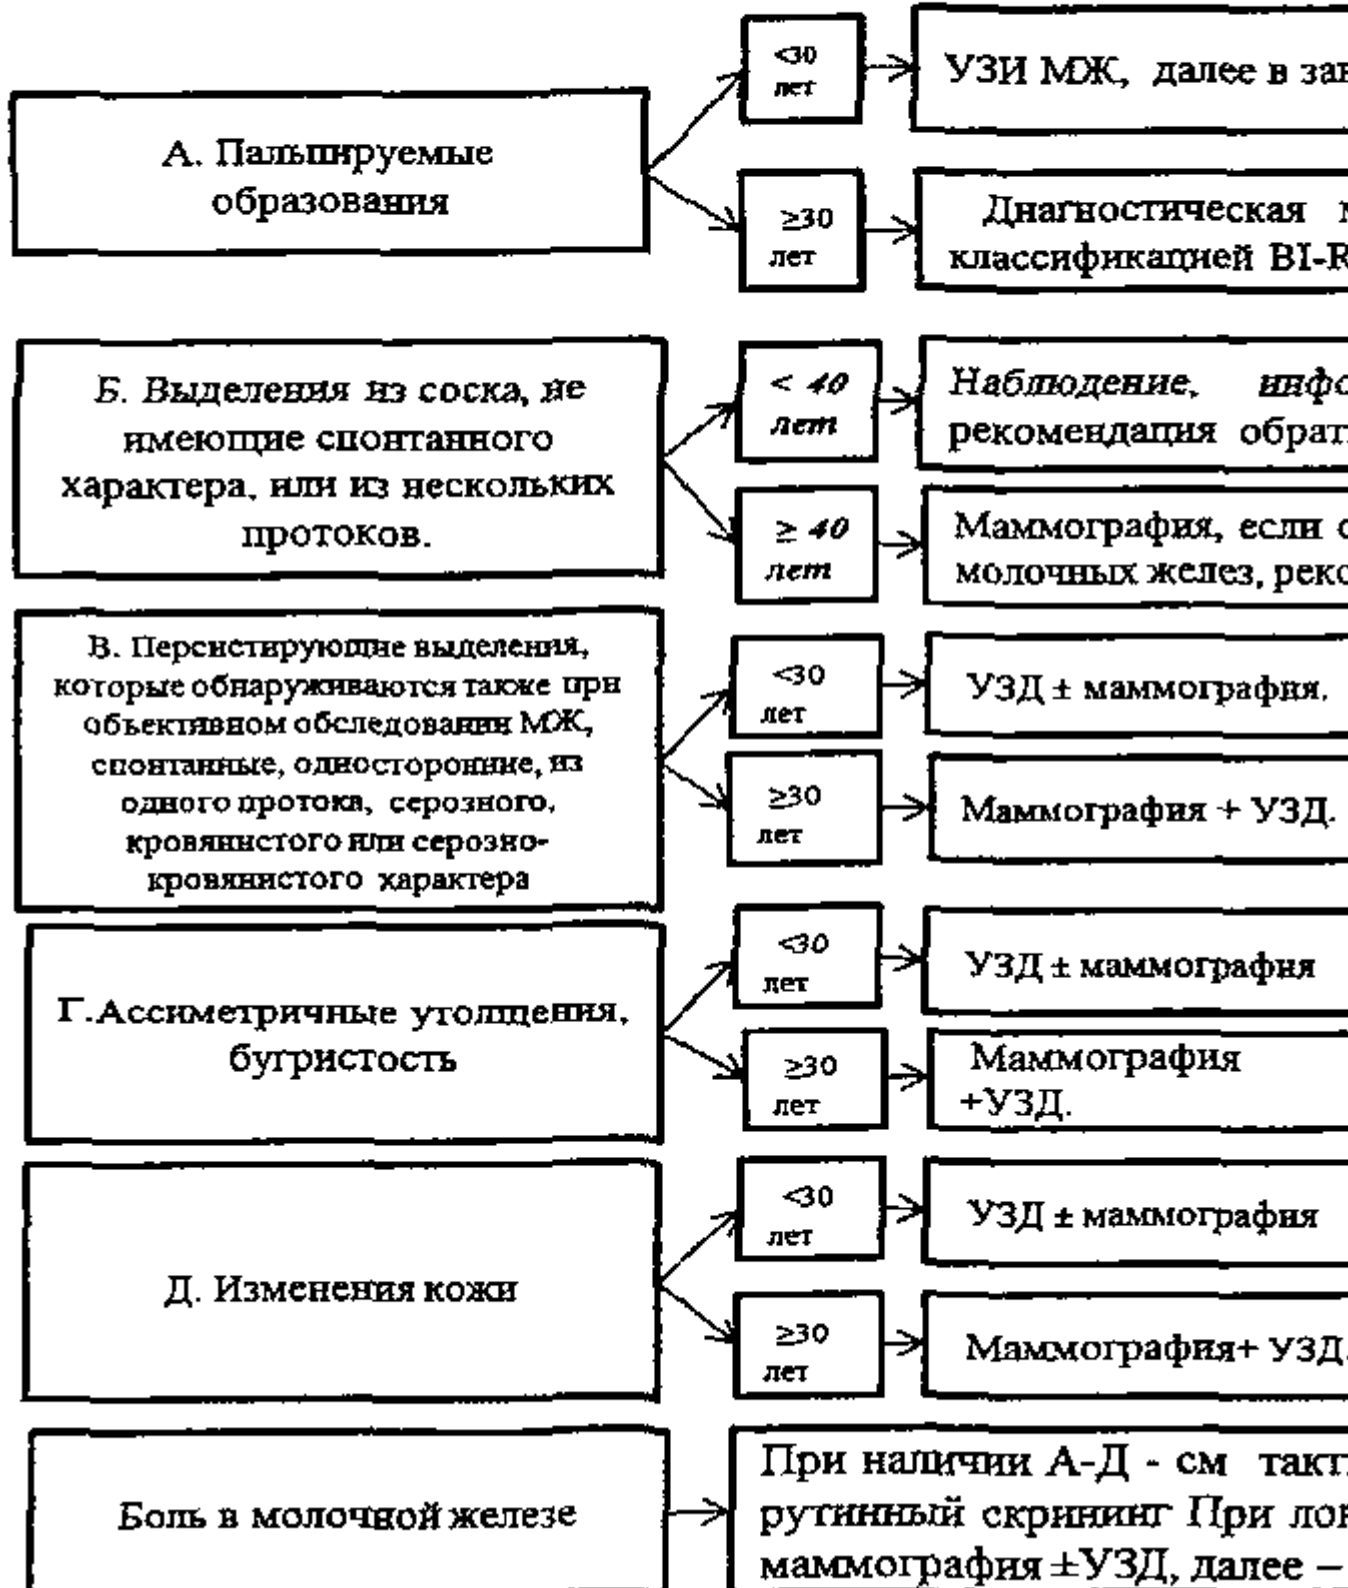 А. Пальпируемые
образования
<30
лет
УЗИ МЖ, далее в
≥30
лет
Диагностическая
классификацией BI-R
Б. Выделения из соска, не
имеющие спонтанного
характера, или из нескольких
протоков.
< 40
лет
Наблюдение,
рекомендация
≥ 40
лет
Маммография, если
молочных желез,
В. Персистирующие выделения,
которые обнаруживаются также при
объективном обследовании МЖ,
спонтанные, односторонние, из
одного протока, серозного,
кровянистого или серозно-
кровянистого характера
<30
лет
УЗД ± маммография.
≥30
лет
Маммография + УЗД.
Г.Ассиметричные утолщения,
бугристость
<30
лет
УЗД ± маммография
≥30
лет
Маммография
+УЗД.
Д. Изменения кожи
<30
лет
УЗД ± маммография
≥30
лет
Маммография+ УЗД.
Боль в молочной железе
При наличии А-Д - см
рутинный скрининг При
маммография ±УЗД, далее –